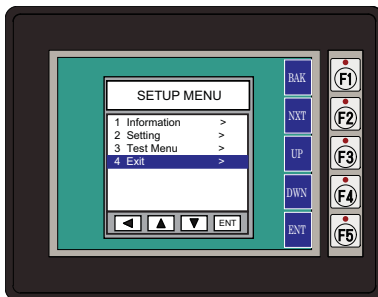 SETUP MENU
1 Information >
2 Setting >
3 Test Menu >
4 Exit >
ENT
BAK
NXT
UP
DWN
ENT
F1
F2
F3
F4
F5